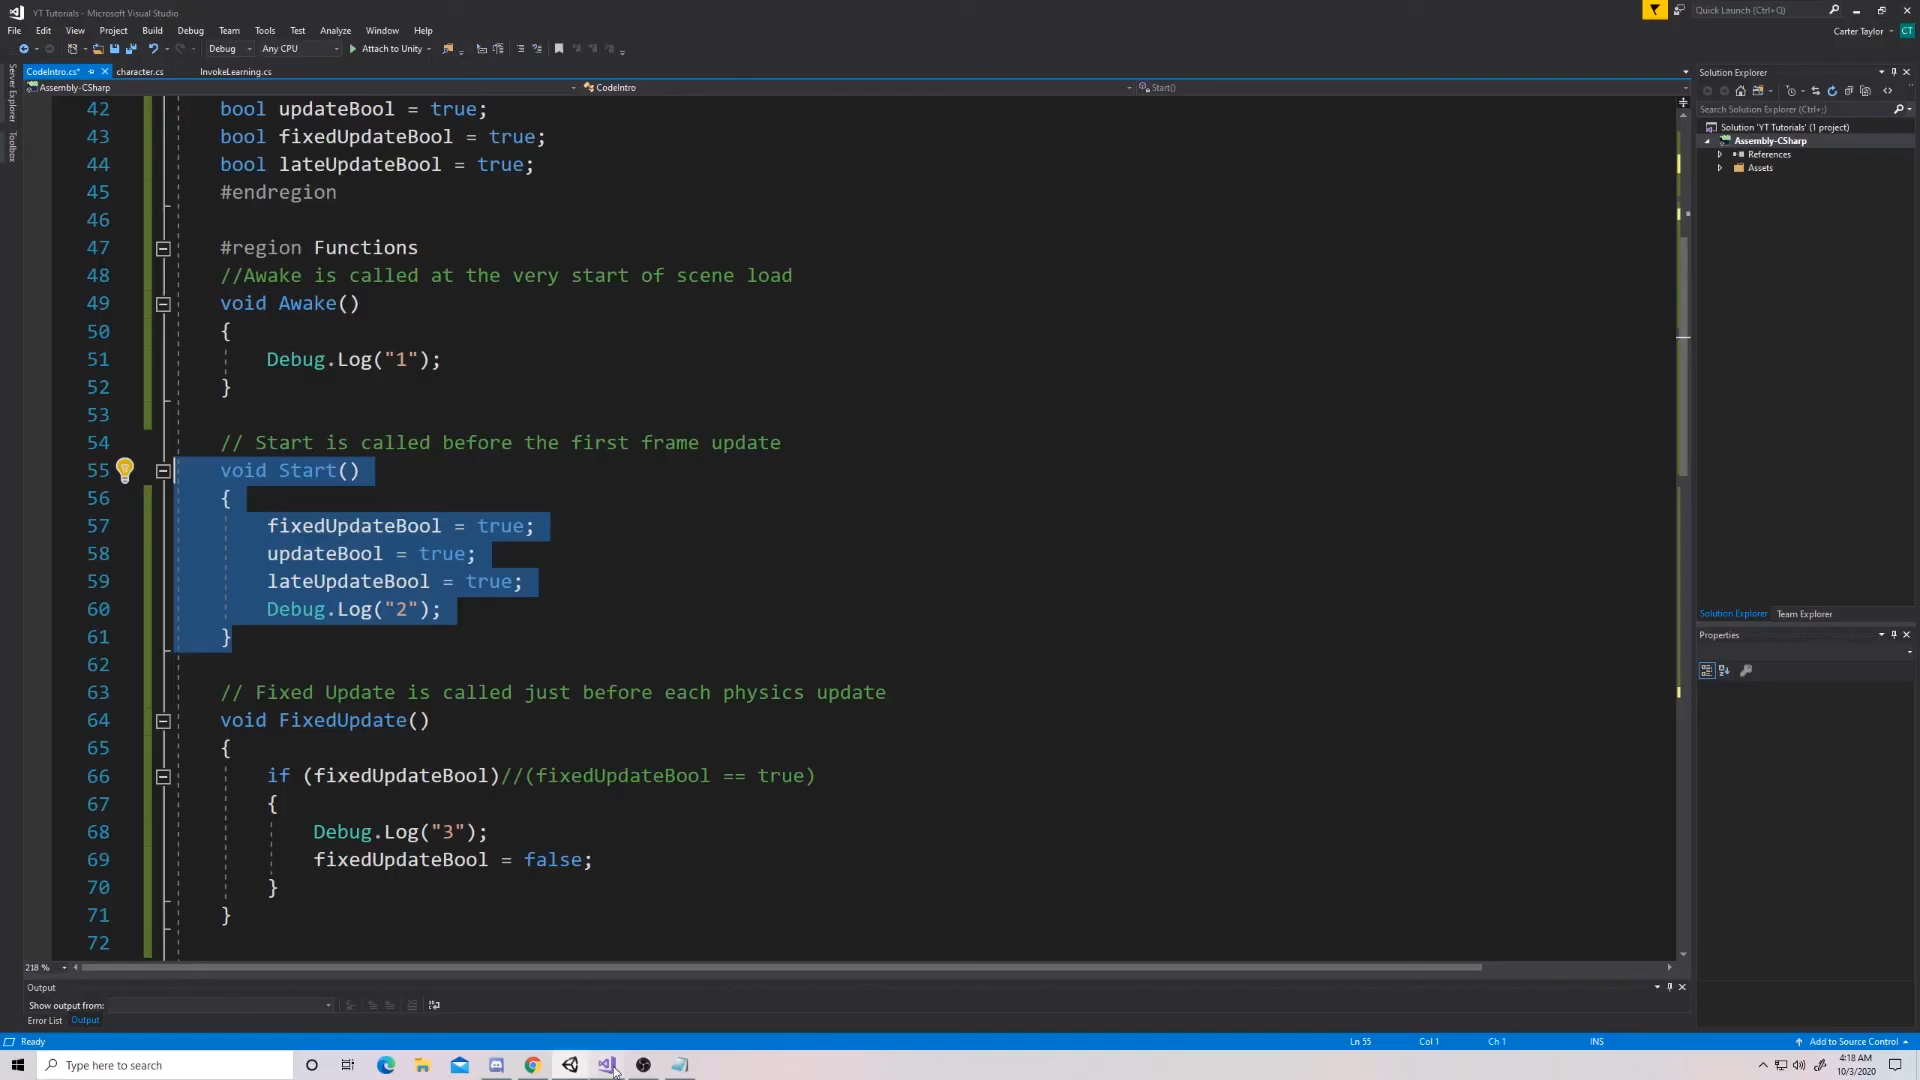 YT Tutorials - Microsoft Visual Studio
Quick Launch (Ctrl+Q)
File Edit View Project Build Debug Team Tools Test Analyze Window Help
Carter Taylor CT
Debug Any CPU Attach to Unity
CodeIntro.cs* character.cs InvokeLearning.cs
Assembly-CSharp CodeIntro Start()
Server Explorer
Toolbox
42 bool updateBool = true;
43 bool fixedUpdateBool = true;
44 bool lateUpdateBool = true;
45 #endregion
46
47 #region Functions
48 //Awake is called at the very start of scene load
49 void Awake()
50 {
51 Debug.Log("1");
52 }
53
54 // Start is called before the first frame update
55 void Start()
56 {
57 fixedUpdateBool = true;
58 updateBool = true;
59 lateUpdateBool = true;
60 Debug.Log("2");
61 }
62
63 // Fixed Update is called just before each physics update
64 void FixedUpdate()
65 {
66 if (fixedUpdateBool)//(fixedUpdateBool == true)
67 {
68 Debug.Log("3");
69 fixedUpdateBool = false;
70 }
71 }
72
218 %
Solution Explorer
Search Solution Explorer (Ctrl+;)
Solution 'YT Tutorials' (1 project)
Assembly-CSharp
References
Assets
Solution Explorer Team Explorer
Properties
Output
Show output from:
Error List Output
Ready Ln 55 Col 1 Ch 1 INS Add to Source Control
Type here to search
4:18 AM
10/3/2020